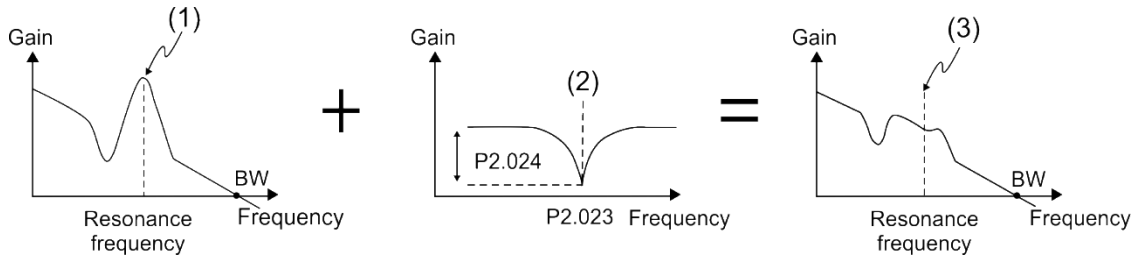 (1)
Gain
BW
Frequency
Resonance
frequency
+
Gain
(2)
P2.024
P2.023
Frequency
=
(3)
Gain
BW
Frequency
Resonance
frequency